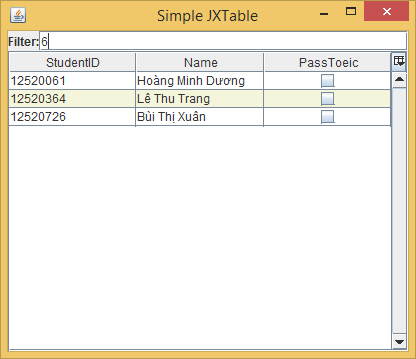 Simple JXTable
Filter: 6
StudentID Name PassToeic
12520061 Hoàng Minh Dương
12520364 Lê Thu Trang
12520726 Bùi Thị Xuân